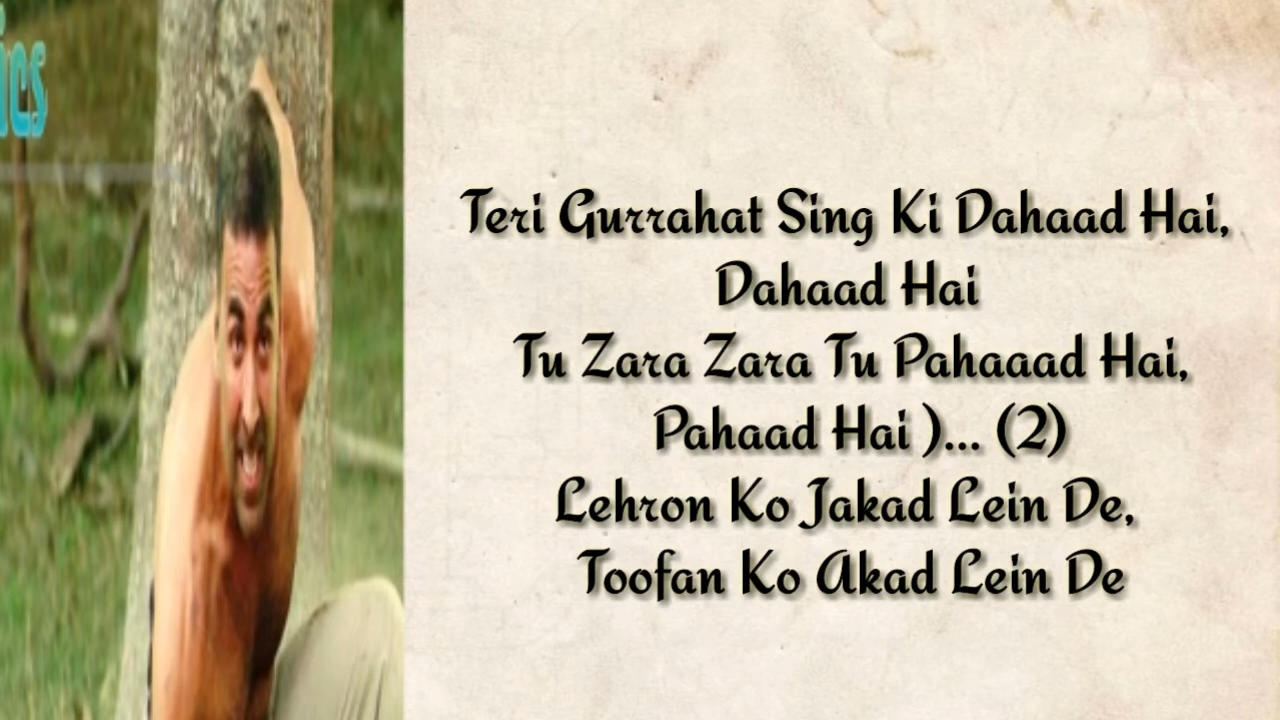 ics
Teri Gurrahat Sing Ki Dahaad Hai,
Dahaad Hai
Tu Zara Zara Tu Pahaaad Hai,
Pahaad Hai )... (2)
Lehron Ko Jakad Lein De,
Toofan Ko Akad Lein De